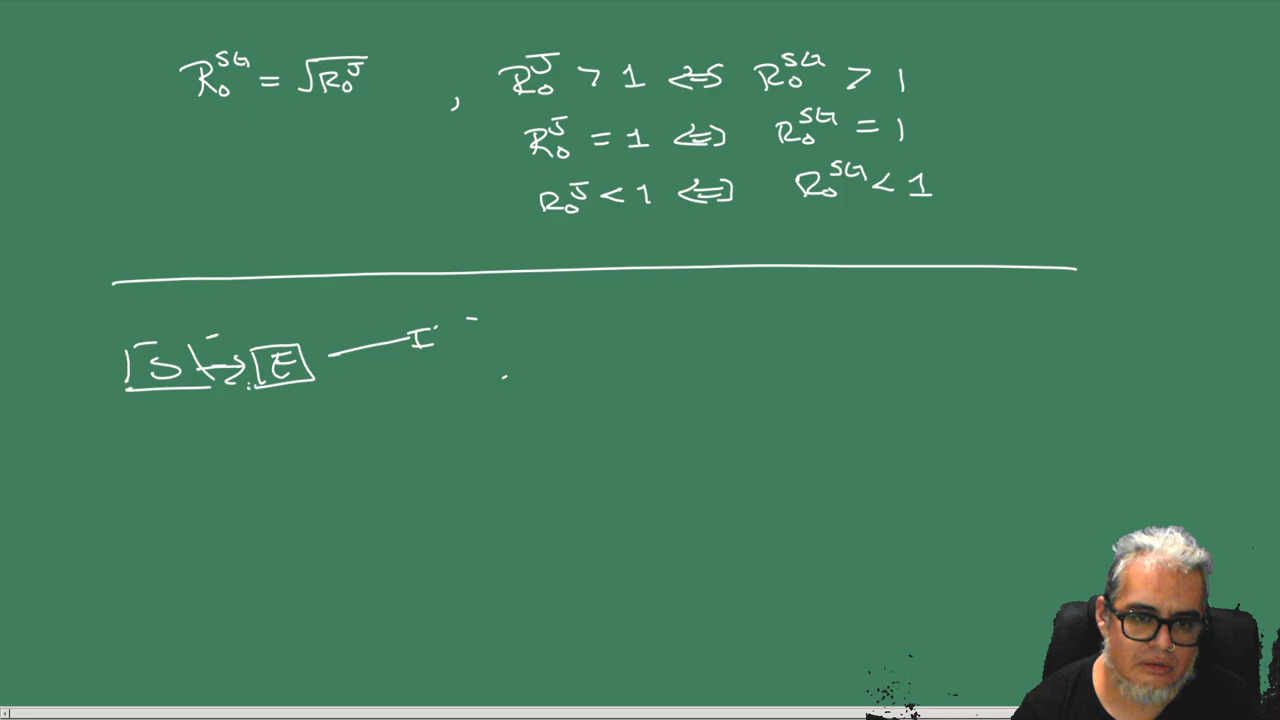 R₀^SG = √R₀^J , R₀^J > 1 ⇔ R₀^SG > 1
R₀^J = 1 ⇔ R₀^SG = 1
R₀^J < 1 ⇔ R₀^SG < 1
S → E — I